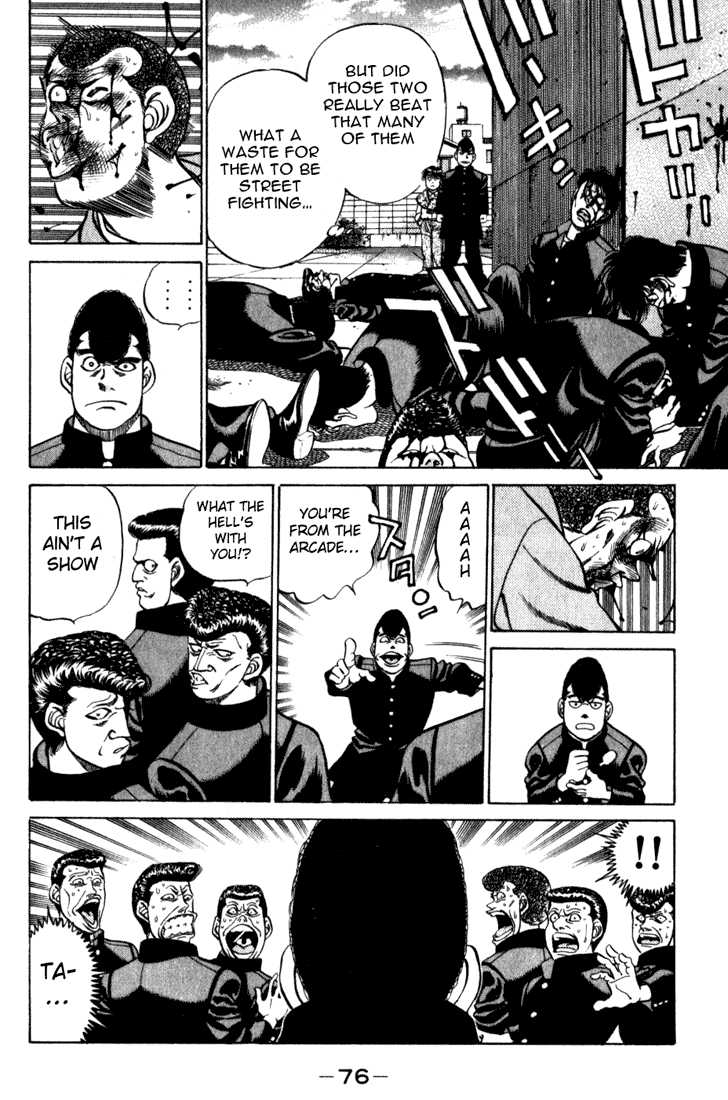 BUT DID
THOSE TWO
REALLY BEAT
THAT MANY
OF THEM
WHAT A
WASTE FOR
THEM TO BE
STREET
FIGHTING...
......
AAAAH
YOU'RE
FROM THE
ARCADE...
WHAT THE
HELL'S
WITH
YOU!?
THIS
AIN'T A
SHOW
!!
TA-
...
—76—